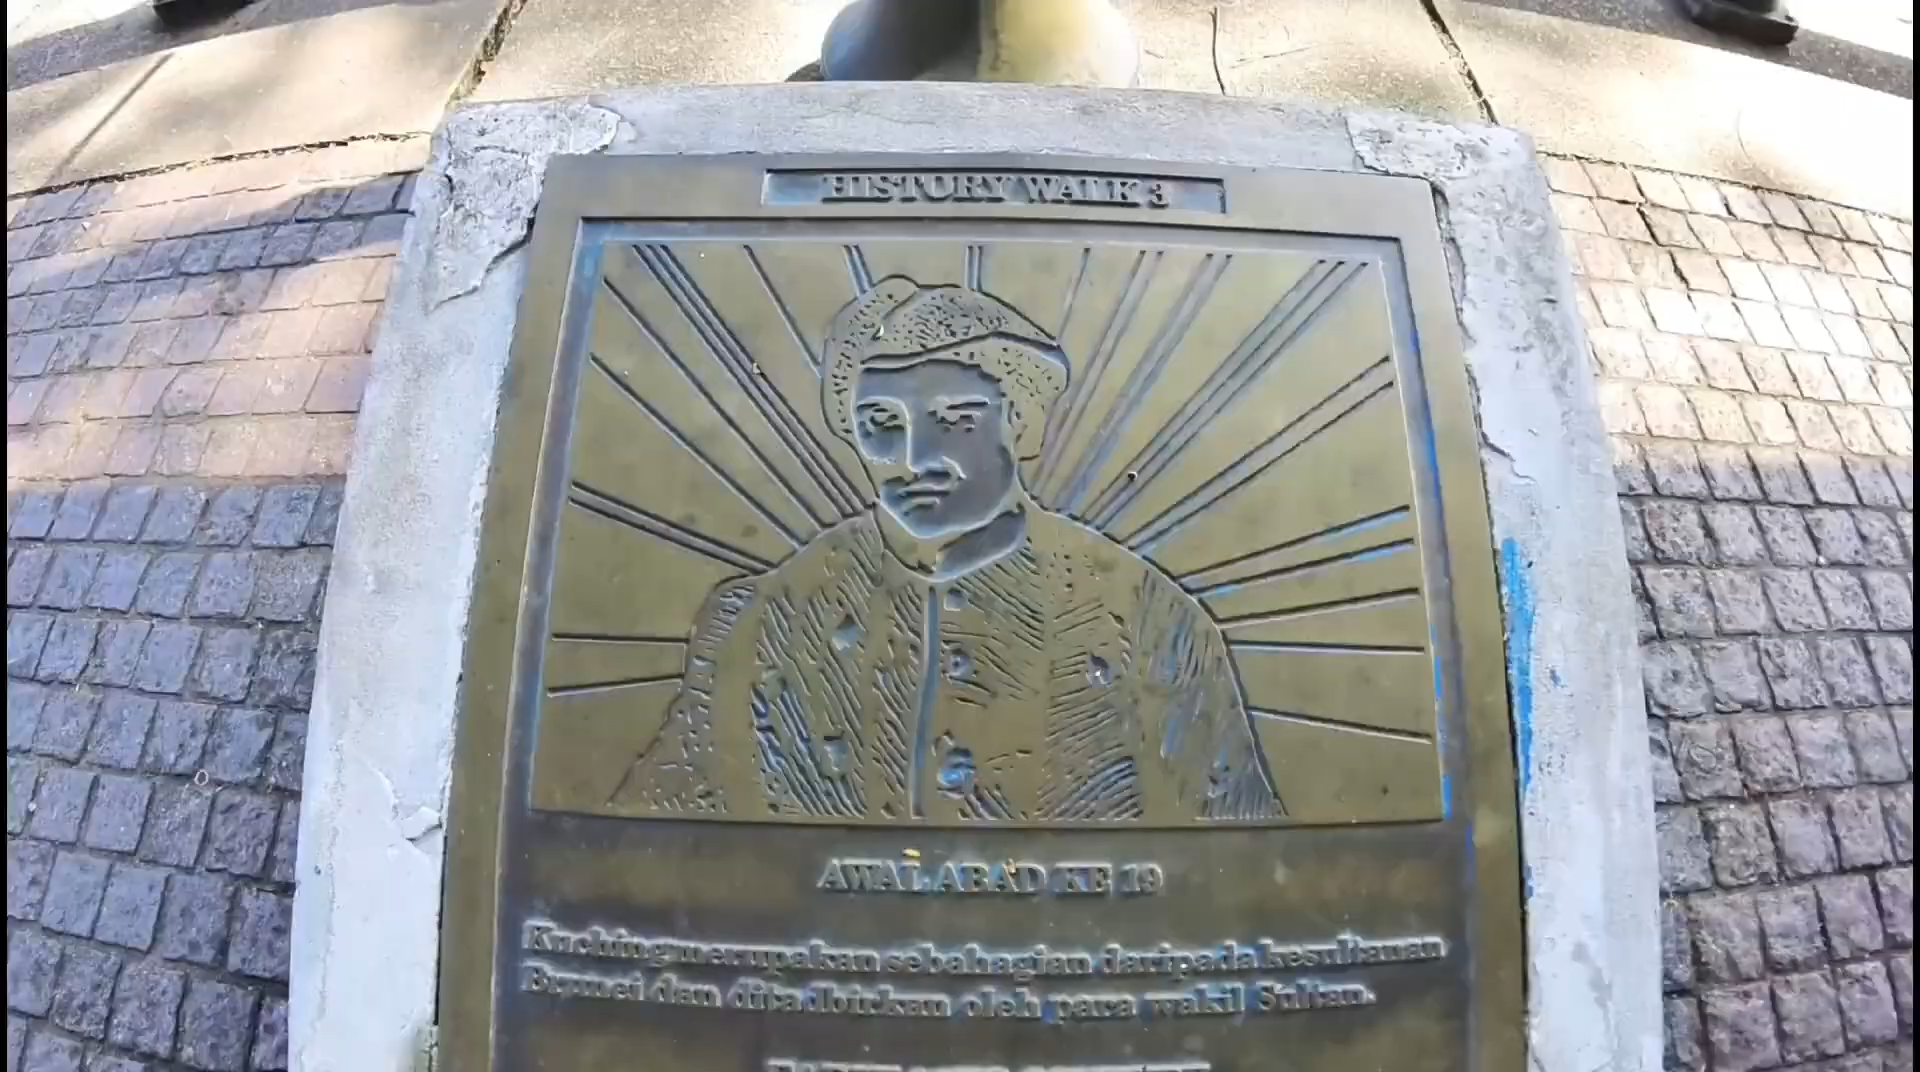 HISTORY WALK 3
AWAL ABAD KE 19
Kuching merupakan sebahagian daripada kesultanan
Brunei dan ditadbirkan oleh para wakil Sultan.